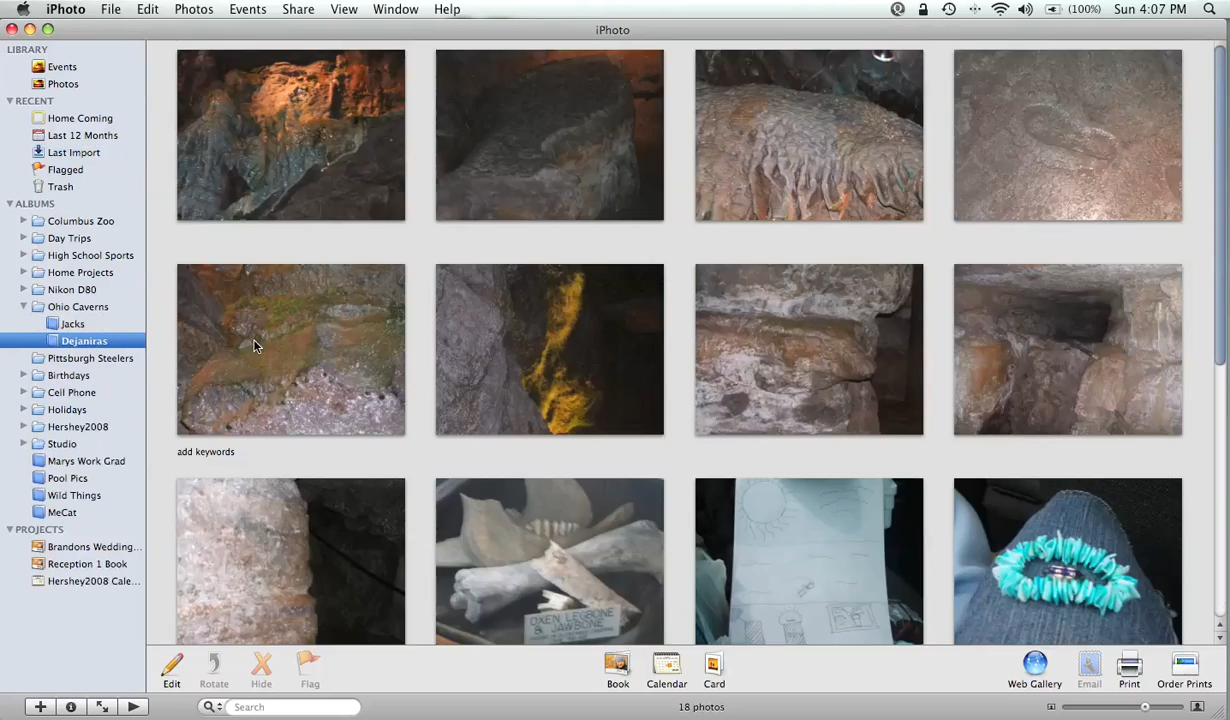 iPhoto File Edit Photos Events Share View Window Help (100%) Sun 4:07 PM
iPhoto
LIBRARY
Events
Photos
RECENT
Home Coming
Last 12 Months
Last Import
Flagged
Trash
ALBUMS
Columbus Zoo
Day Trips
High School Sports
Home Projects
Nikon D80
Ohio Caverns
Jacks
Dejaniras
Pittsburgh Steelers
Birthdays
Cell Phone
Holidays
Hershey2008
Studio
Marys Work Grad
Pool Pics
Wild Things
MeCat
PROJECTS
Brandons Wedding...
Reception 1 Book
Hershey2008 Cale...
add keywords
OXEN LEGBONE
& JAWBONE
Edit Rotate Hide Flag Book Calendar Card Web Gallery Email Print Order Prints
Search 18 photos